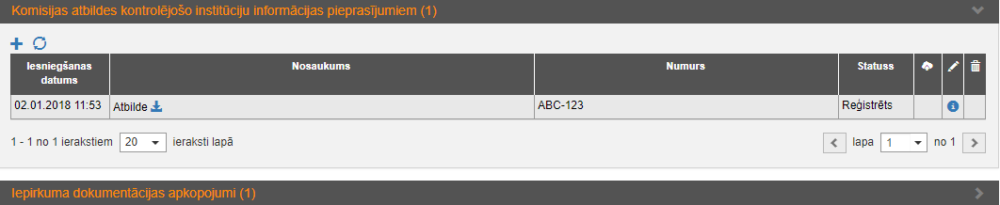 Komisijas atbildes kontrolējošo institūciju informācijas pieprasījumiem (1)
Iesniegšanas datums Nosaukums Numurs Statuss
02.01.2018 11:53 Atbilde ABC-123 Reģistrēts
1 - 1 no 1 ierakstiem 20 ieraksti lapā lapa 1 no 1
Iepirkuma dokumentācijas apkopojumi (1)